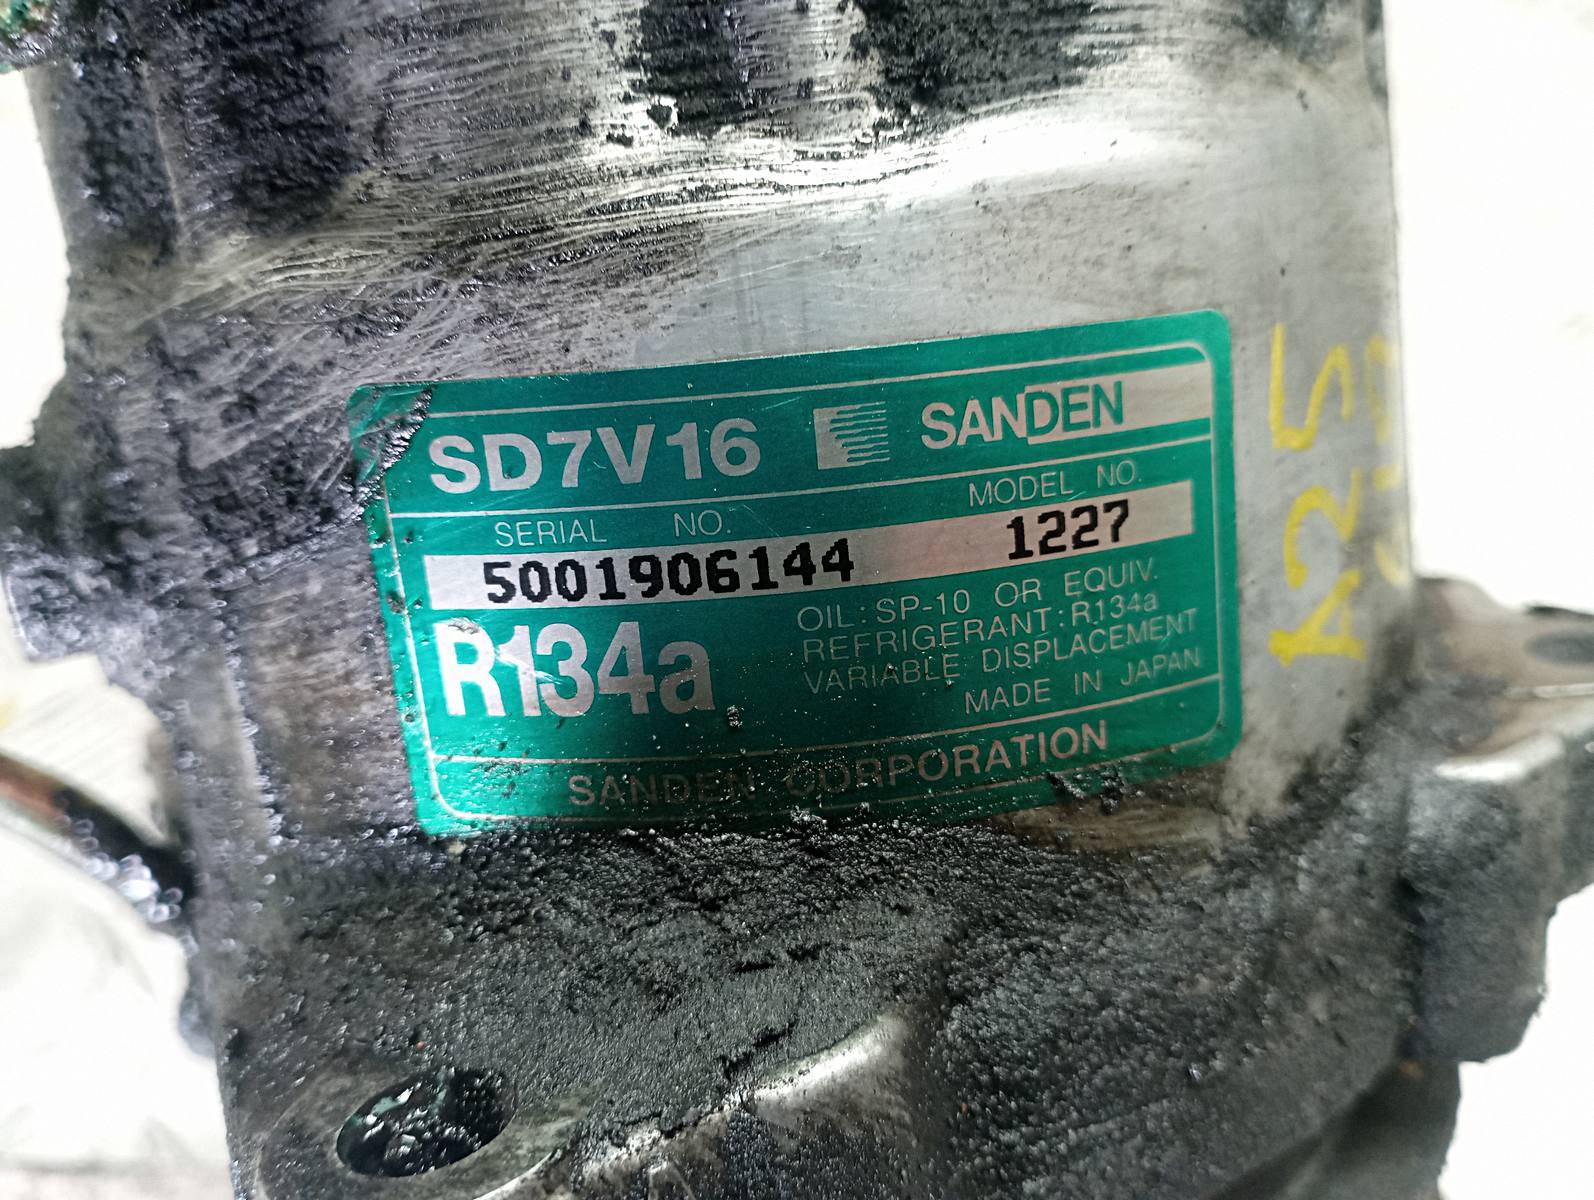 SD7V16 SANDEN
SERIAL NO. MODEL NO.
5001906144 1227
R134a
OIL: SP-10 OR EQUIV.
REFRIGERANT: R134a
VARIABLE DISPLACEMENT
MADE IN JAPAN
SANDEN CORPORATION
A25